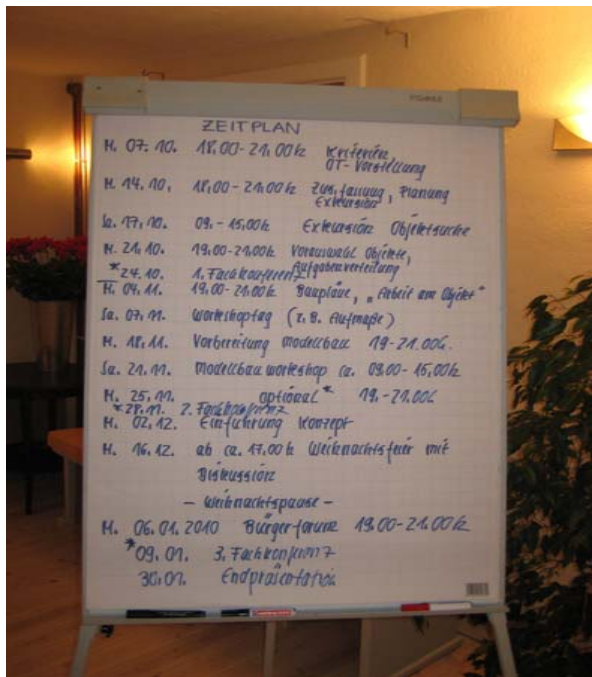 ZEITPLAN
M. 07.10. 18,00-21,00h Kriterien
OT-Vorstellung
M. 14.10. 18,00-21,00h Zus.fassung, Planung
Exkursion
Sa. 17.10. 09,-15,00h Exkursion Objektsuche
M. 21.10. 19,00-21,00h Vorauswahl Objekte,
Aufgabenverteilung
*24.10. 1. Fachkonferenz
M. 04.11. 19,00-21,00h Baupläne, "Arbeit am Objekt"
Sa. 07.11. Workshoptag (z.B. Aufmaße)
M. 18.11. Vorbereitung Modellbau 19-21.00h.
Sa. 21.11. Modellbauworkshop ca. 09,00-15,00h
M. 25.11. optional* 19,-21.00h
*28.11. 2. Fachkonferenz
M. 02.12. Einführung Konzept
M. 16.12. ab ca. 17,00h Weihnachtsfeier mit
Diskussion
- Weihnachtspause -
M. 06.01.2010 Bürgerforum 19.00-21.00h
*09.01. 3. Fachkonferenz
30.01. Endpräsentation